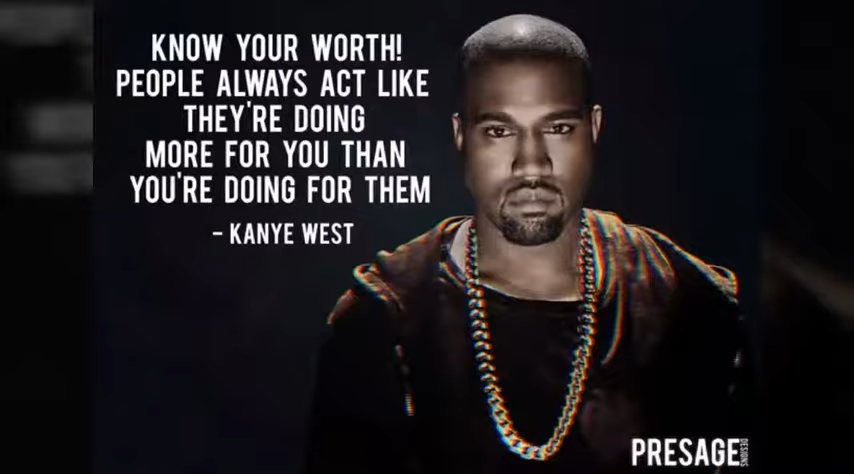 KNOW YOUR WORTH!
PEOPLE ALWAYS ACT LIKE
THEY'RE DOING
MORE FOR YOU THAN
YOU'RE DOING FOR THEM
- KANYE WEST
PRESAGE
DESIGNS